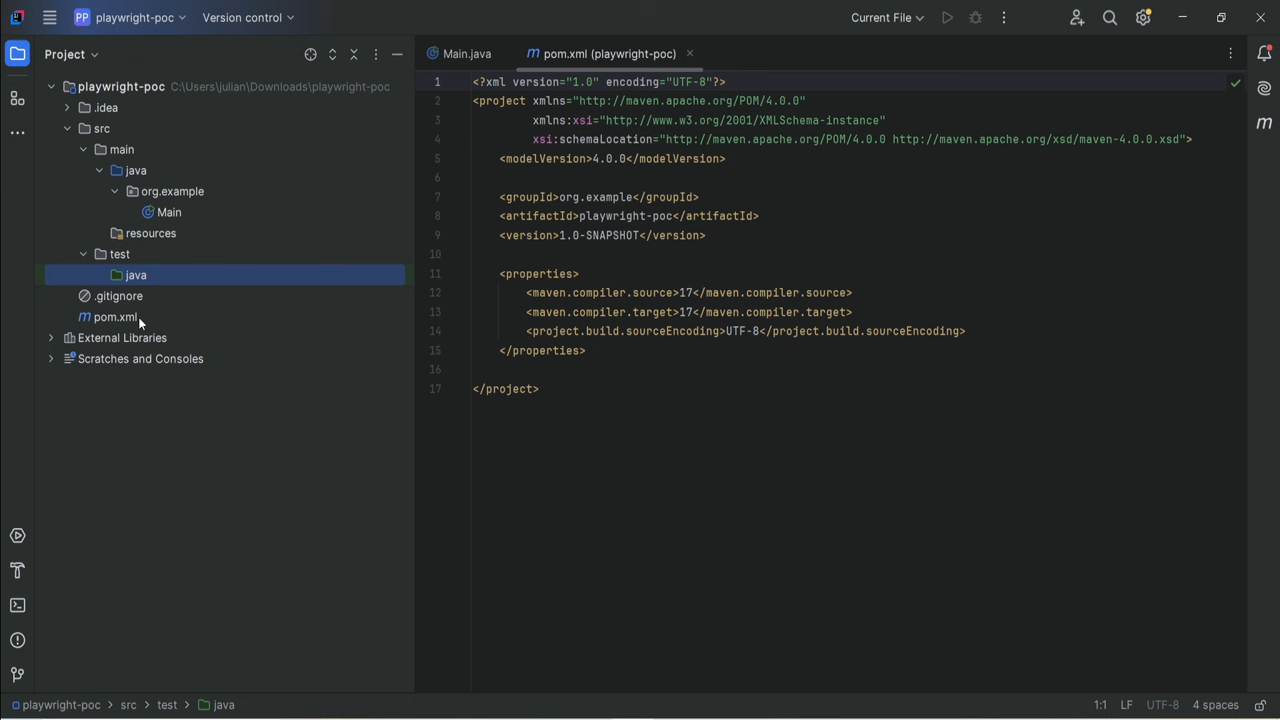 PP playwright-poc Version control Current File
Project
Main.java pom.xml (playwright-poc)
playwright-poc C:\Users\julian\Downloads\playwright-poc
.idea
src
main
java
org.example
Main
resources
test
java
.gitignore
pom.xml
External Libraries
Scratches and Consoles
1 <?xml version="1.0" encoding="UTF-8"?>
2 <project xmlns="http://maven.apache.org/POM/4.0.0"
3 xmlns:xsi="http://www.w3.org/2001/XMLSchema-instance"
4 xsi:schemaLocation="http://maven.apache.org/POM/4.0.0 http://maven.apache.org/xsd/maven-4.0.0.xsd">
5 <modelVersion>4.0.0</modelVersion>
6
7 <groupId>org.example</groupId>
8 <artifactId>playwright-poc</artifactId>
9 <version>1.0-SNAPSHOT</version>
10
11 <properties>
12 <maven.compiler.source>17</maven.compiler.source>
13 <maven.compiler.target>17</maven.compiler.target>
14 <project.build.sourceEncoding>UTF-8</project.build.sourceEncoding>
15 </properties>
16
17 </project>
playwright-poc > src > test > java 1:1 LF UTF-8 4 spaces